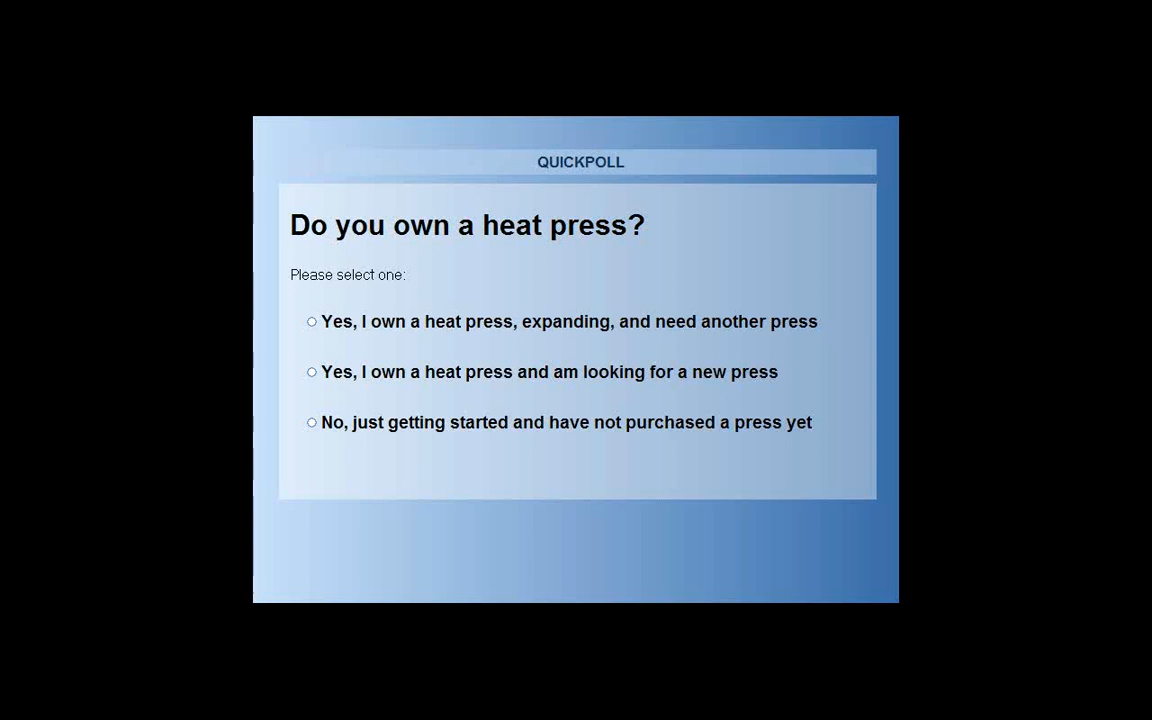 QUICKPOLL
Do you own a heat press?
Please select one:
Yes, I own a heat press, expanding, and need another press
Yes, I own a heat press and am looking for a new press
No, just getting started and have not purchased a press yet